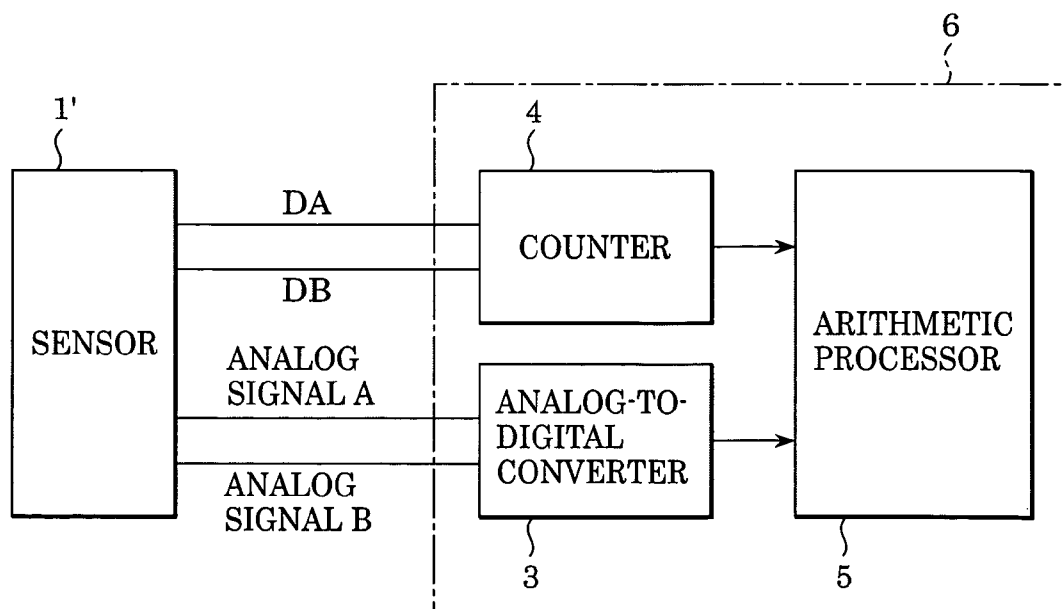 6
1'
4
DA
COUNTER
DB
SENSOR
ARITHMETIC
PROCESSOR
ANALOG
SIGNAL A
ANALOG-TO-
DIGITAL
CONVERTER
ANALOG
SIGNAL B
3
5